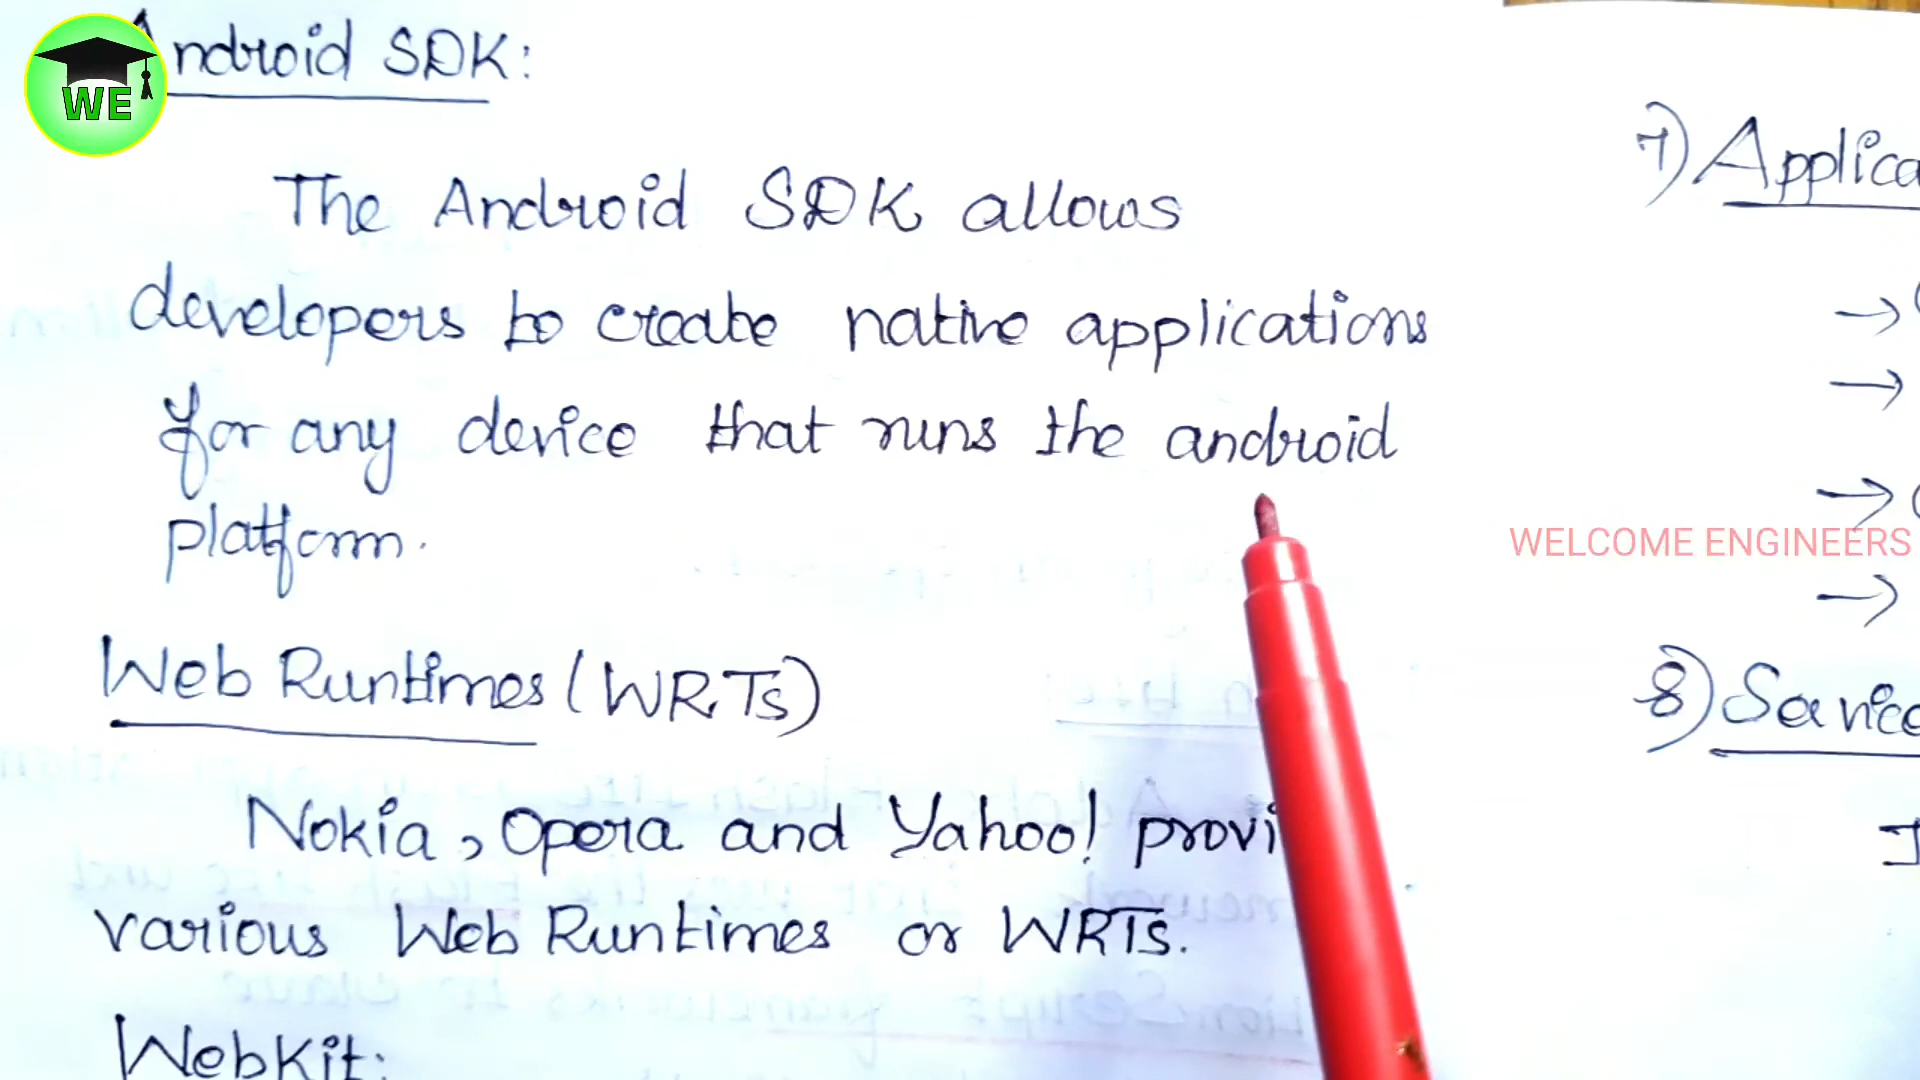 Android SDK:
The Android SDK allows
developers to create native applications
for any device that runs the android
platform.
Web Runtimes (WRTs)
Nokia, Opera and Yahoo! provi
various Web Runtimes or WRTs.
WebKit:
7) Applica
→
→
→
→
8) Service
WE
WELCOME ENGINEERS